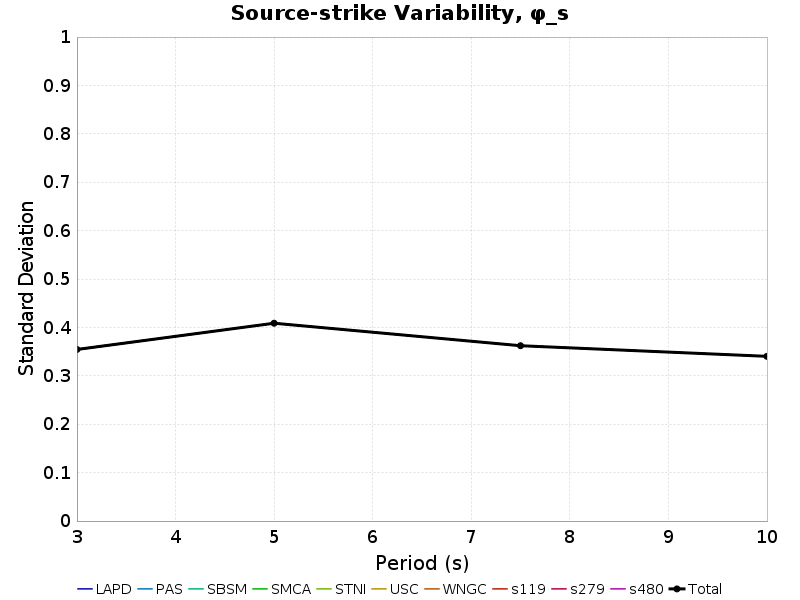 Source-strike Variability, φ_s
1
0.9
0.8
0.7
0.6
0.5
0.4
0.3
0.2
0.1
0
Standard Deviation
3 4 5 6 7 8 9 10
Period (s)
LAPD PAS SBSM SMCA STNI USC WNGC s119 s279 s480 Total